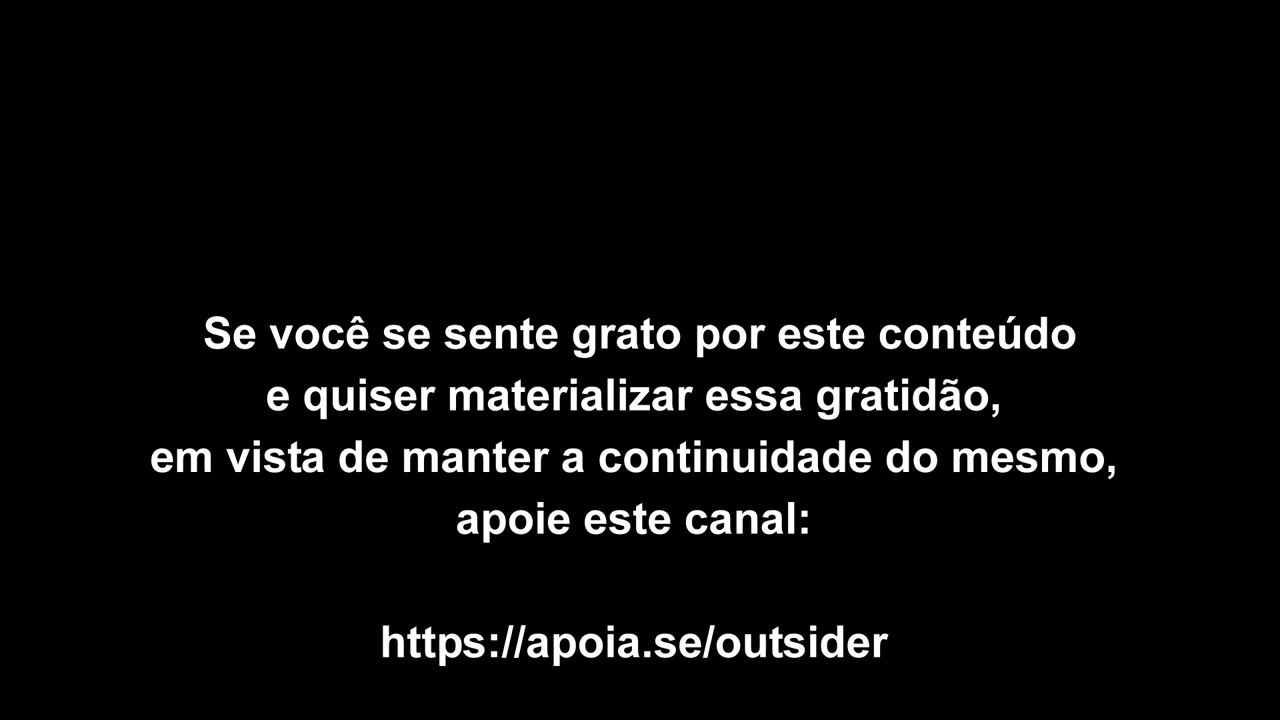 Se você se sente grato por este conteúdo
e quiser materializar essa gratidão,
em vista de manter a continuidade do mesmo,
apoie este canal:
https://apoia.se/outsider